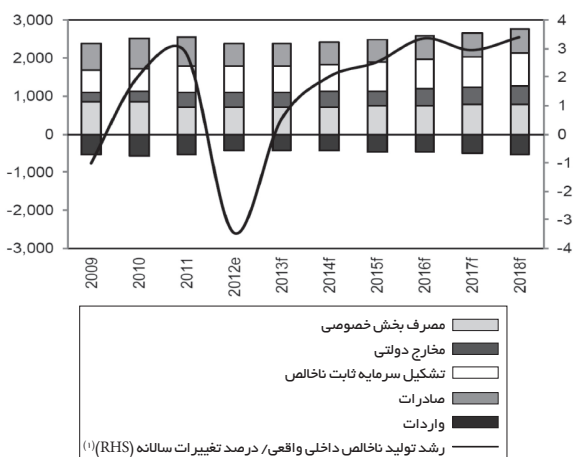 3,000
2,000
1,000
0
-1,000
-2,000
-3,000
4
3
2
1
0
-1
-2
-3
-4
2009
2010
2011
2012e
2013f
2014f
2015f
2016f
2017f
2018f
مصرف بخش خصوصی
مخارج دولتی
تشکیل سرمایه ثابت ناخالص
صادرات
واردات
رشد تولید ناخالص داخلی واقعی/ درصد تغییرات سالانه (RHS)(۱)